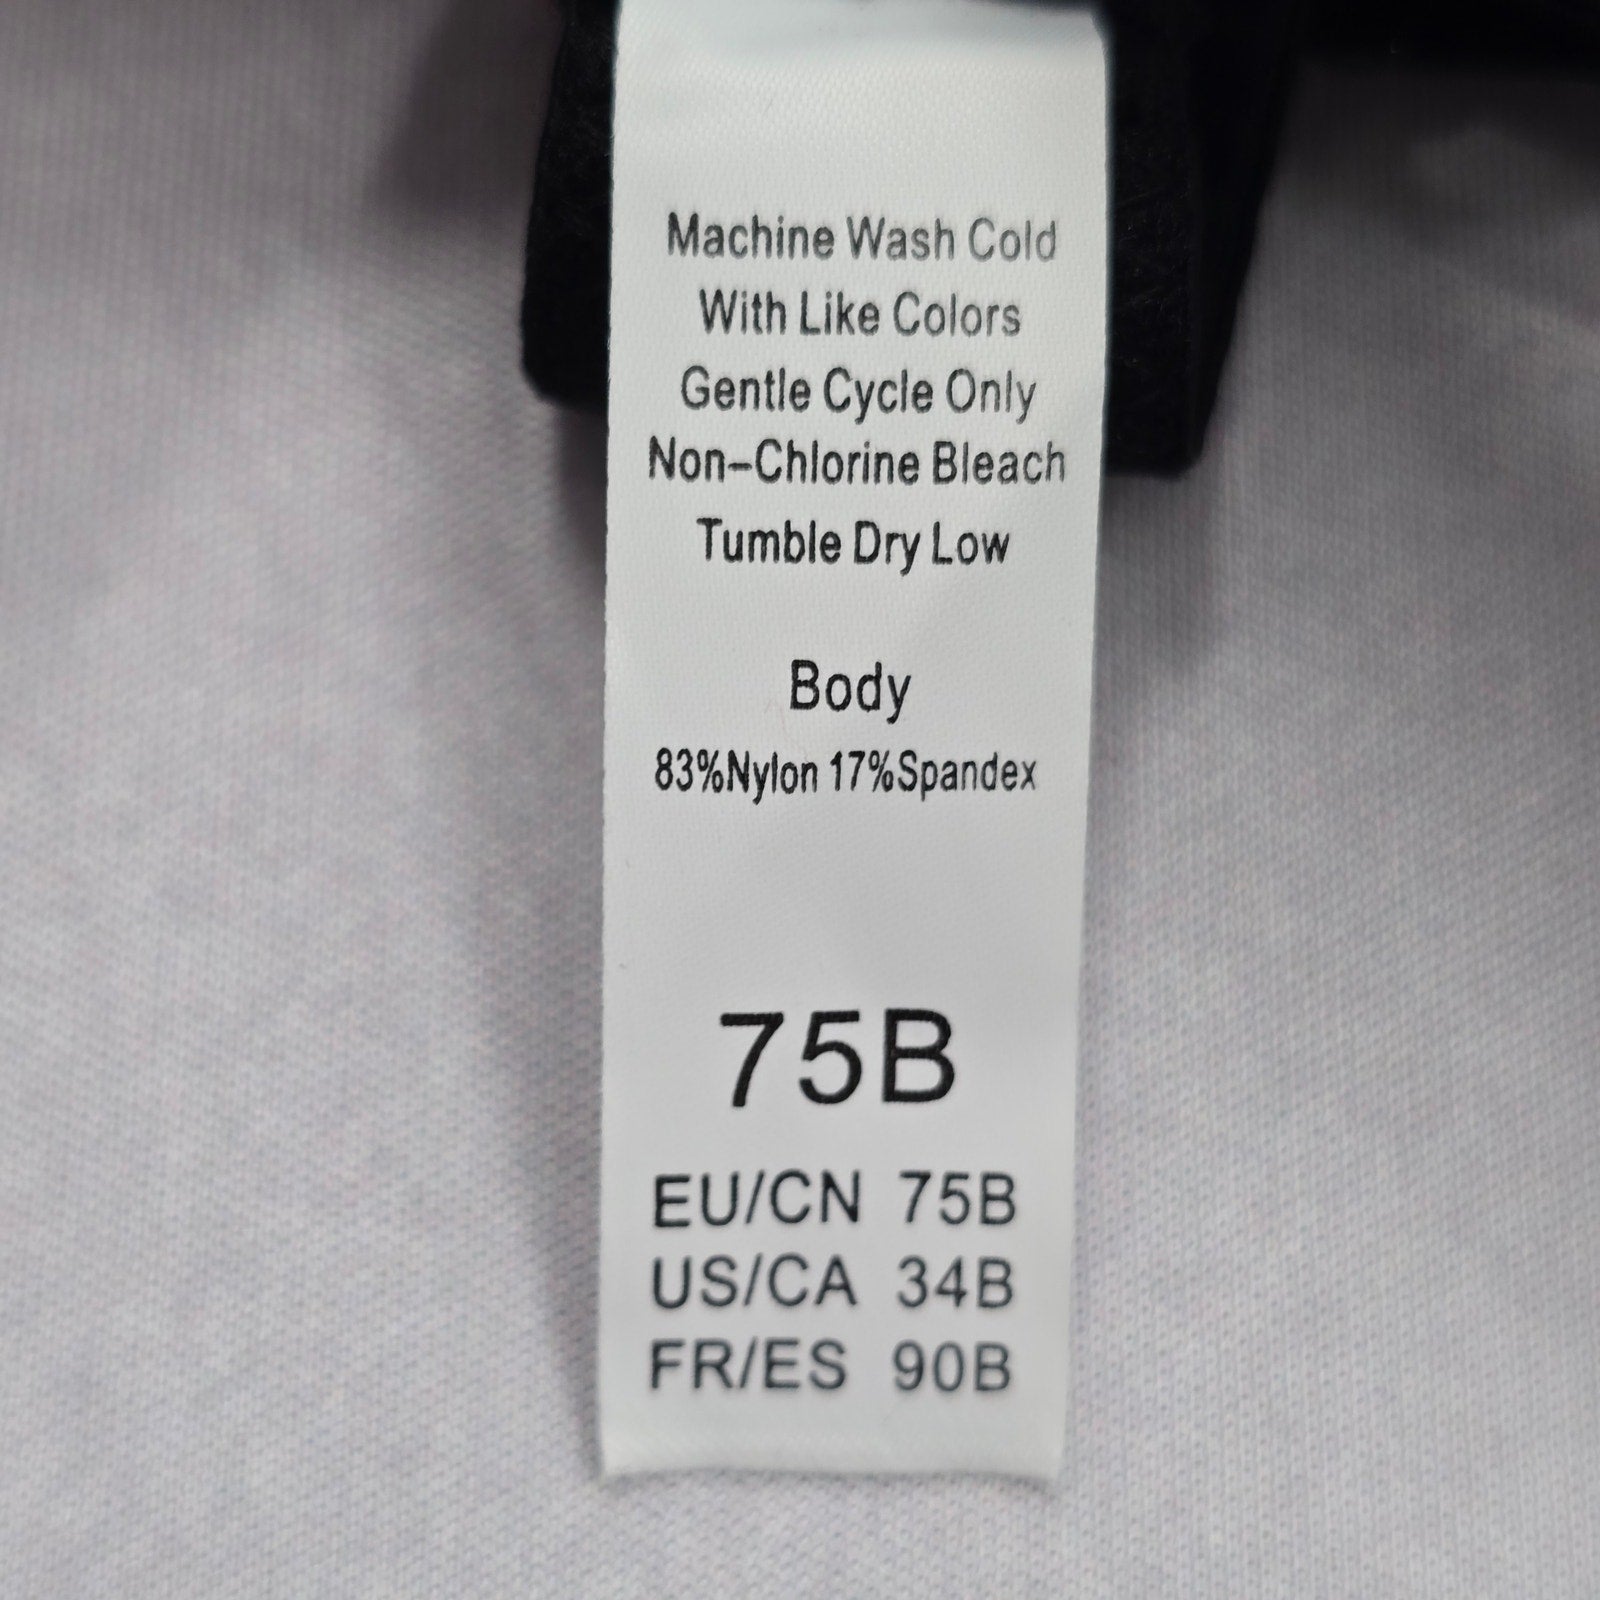 Machine Wash Cold
With Like Colors
Gentle Cycle Only
Non-Chlorine Bleach
Tumble Dry Low
Body
83%Nylon 17%Spandex
75B
EU/CN 75B
US/CA 34B
FR/ES 90B